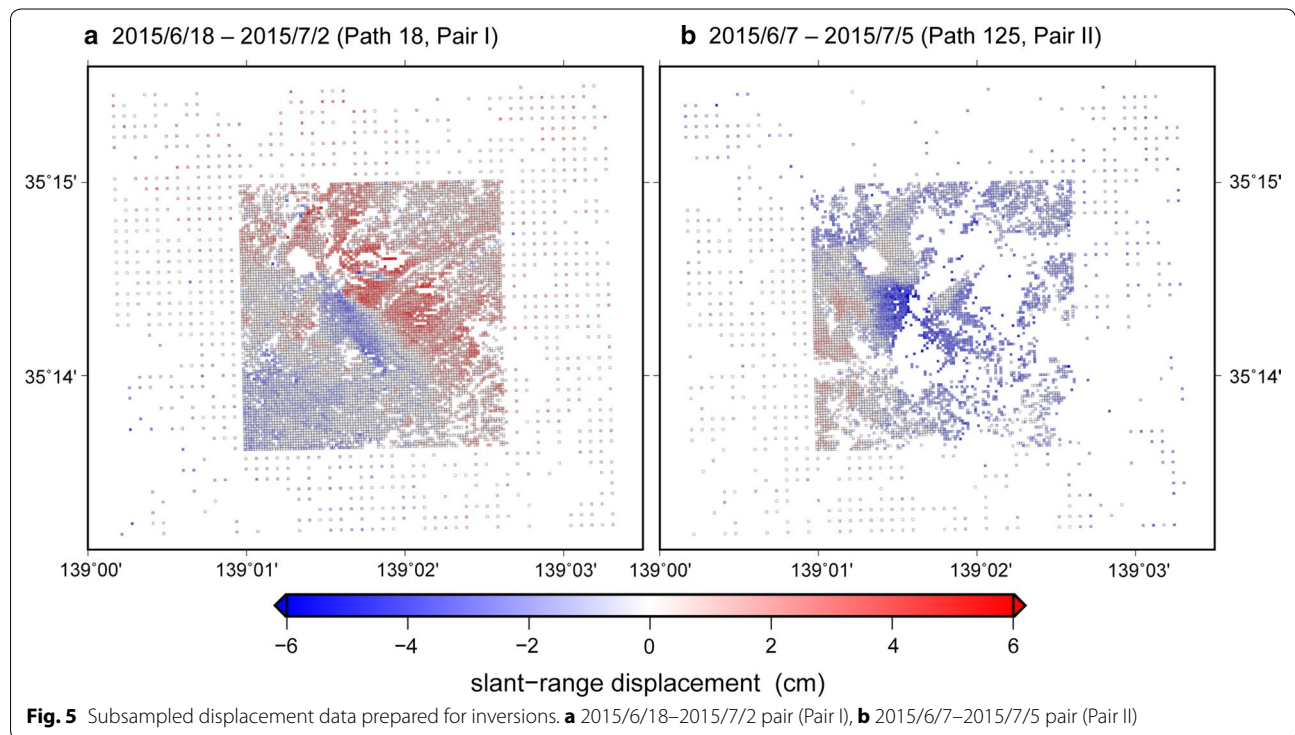 a 2015/6/18 – 2015/7/2 (Path 18, Pair I)
b 2015/6/7 – 2015/7/5 (Path 125, Pair II)
35°15'
35°14'
35°15'
35°14'
139°00' 139°01' 139°02' 139°03' 139°00' 139°01' 139°02' 139°03'
−6 −4 −2 0 2 4 6
slant−range displacement (cm)
Fig. 5 Subsampled displacement data prepared for inversions. a 2015/6/18–2015/7/2 pair (Pair I), b 2015/6/7–2015/7/5 pair (Pair II)